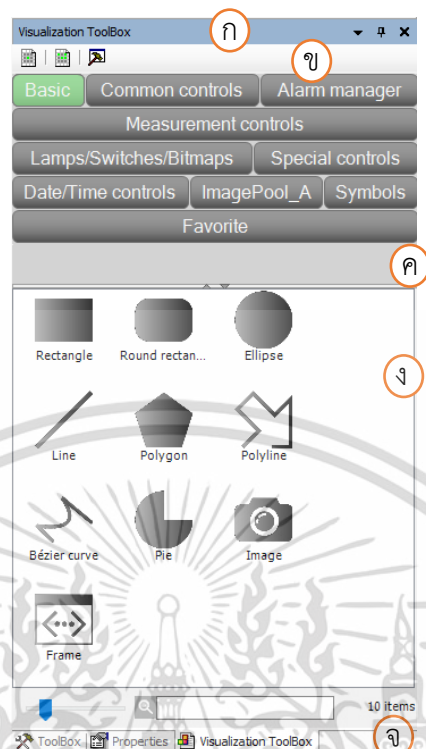 Visualization ToolBox ก
ข
Basic Common controls Alarm manager
Measurement controls
Lamps/Switches/Bitmaps Special controls
Date/Time controls ImagePool_A Symbols
Favorite
ค
Rectangle Round rectan... Ellipse
ง
Line Polygon Polyline
Bézier curve Pie Image
Frame
10 items
ToolBox Properties Visualization ToolBox จ